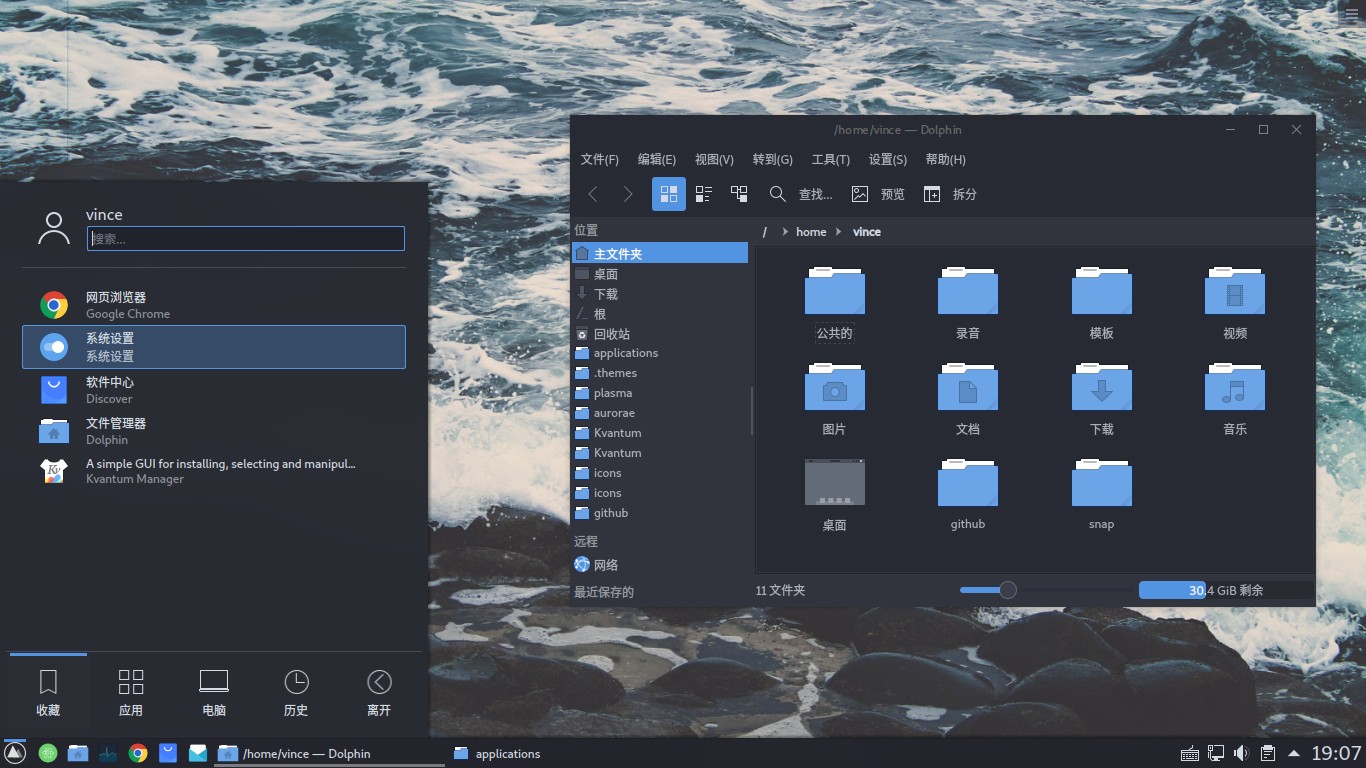 /home/vince — Dolphin
文件(F) 编辑(E) 视图(V) 转到(G) 工具(T) 设置(S) 帮助(H)
查找... 预览 拆分
位置
主文件夹
桌面
下载
根
回收站
applications
.themes
plasma
aurorae
Kvantum
Kvantum
icons
icons
github
远程
网络
最近保存的
/ home vince
公共的 录音 模板 视频
图片 文档 下载 音乐
桌面 github snap
11 文件夹 30.4 GiB 剩余
vince
搜索...
网页浏览器
Google Chrome
系统设置
系统设置
软件中心
Discover
文件管理器
Dolphin
Kv
A simple GUI for installing, selecting and manipul...
Kvantum Manager
收藏 应用 电脑 历史 离开
/home/vince — Dolphin applications 19:07